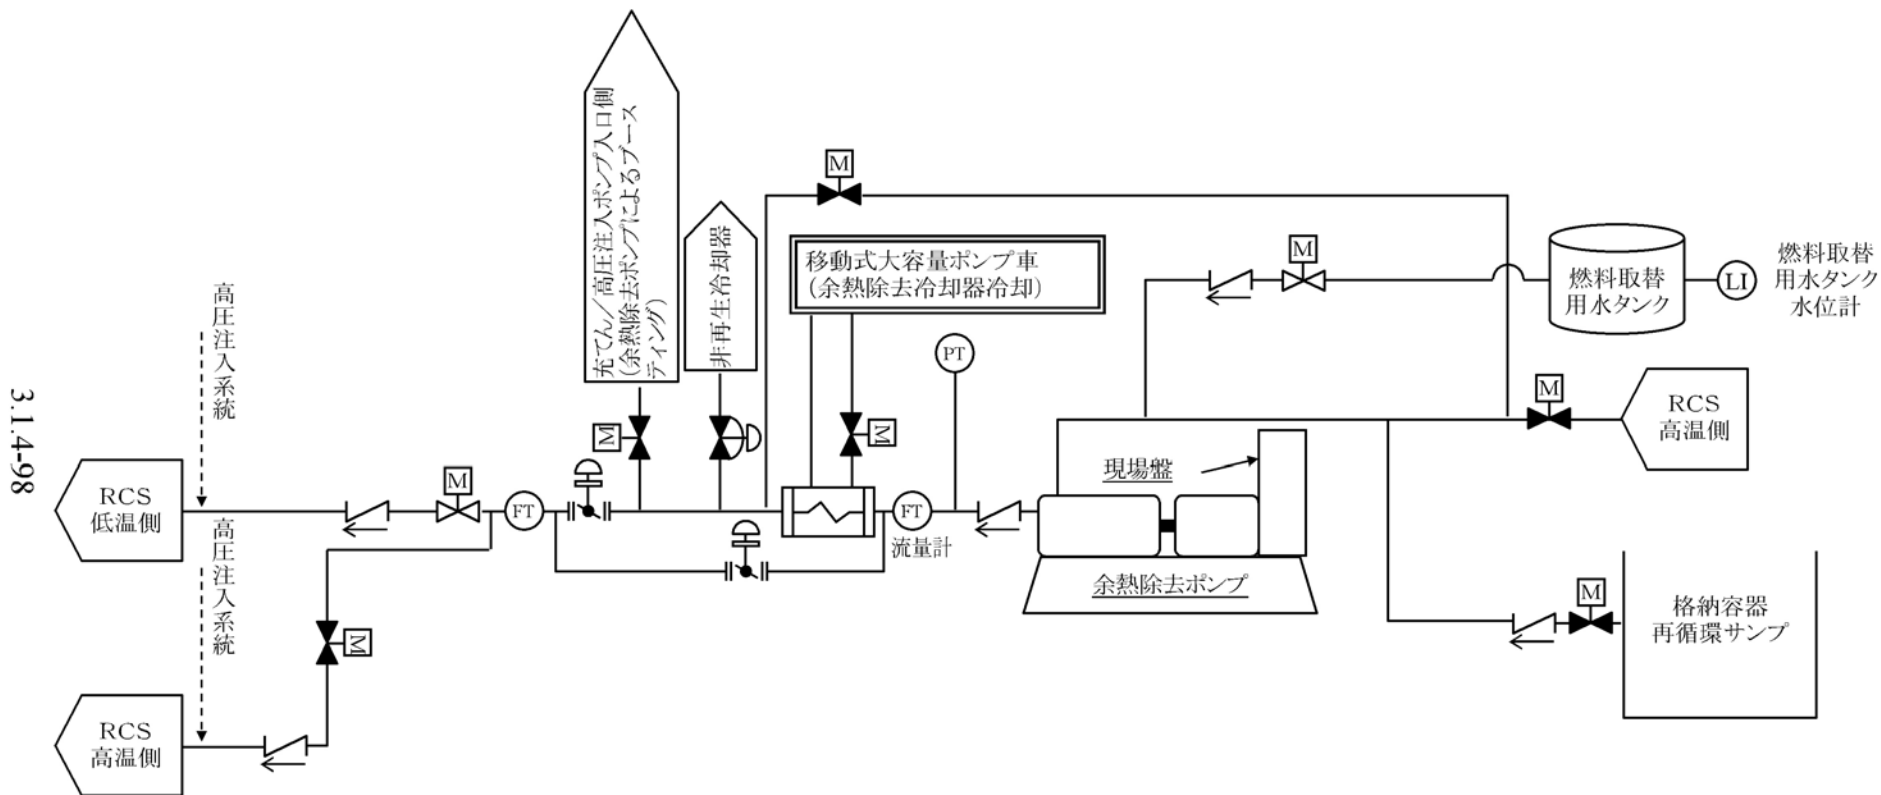 充てん／高圧注入ポンプ入口側
(余熱除去ポンプによるブース
ティング)
非再生冷却器
M
移動式大容量ポンプ車
(余熱除去冷却器冷却)
M
燃料取替
用水タンク
LI
燃料取替
用水タンク
水位計
高圧注入系統
PT
M
M
M
RCS
高温側
3.1.4-98
RCS
低温側
M
FT
FT
流量計
現場盤
余熱除去ポンプ
高圧注入系統
M
M
格納容器
再循環サンプ
RCS
高温側